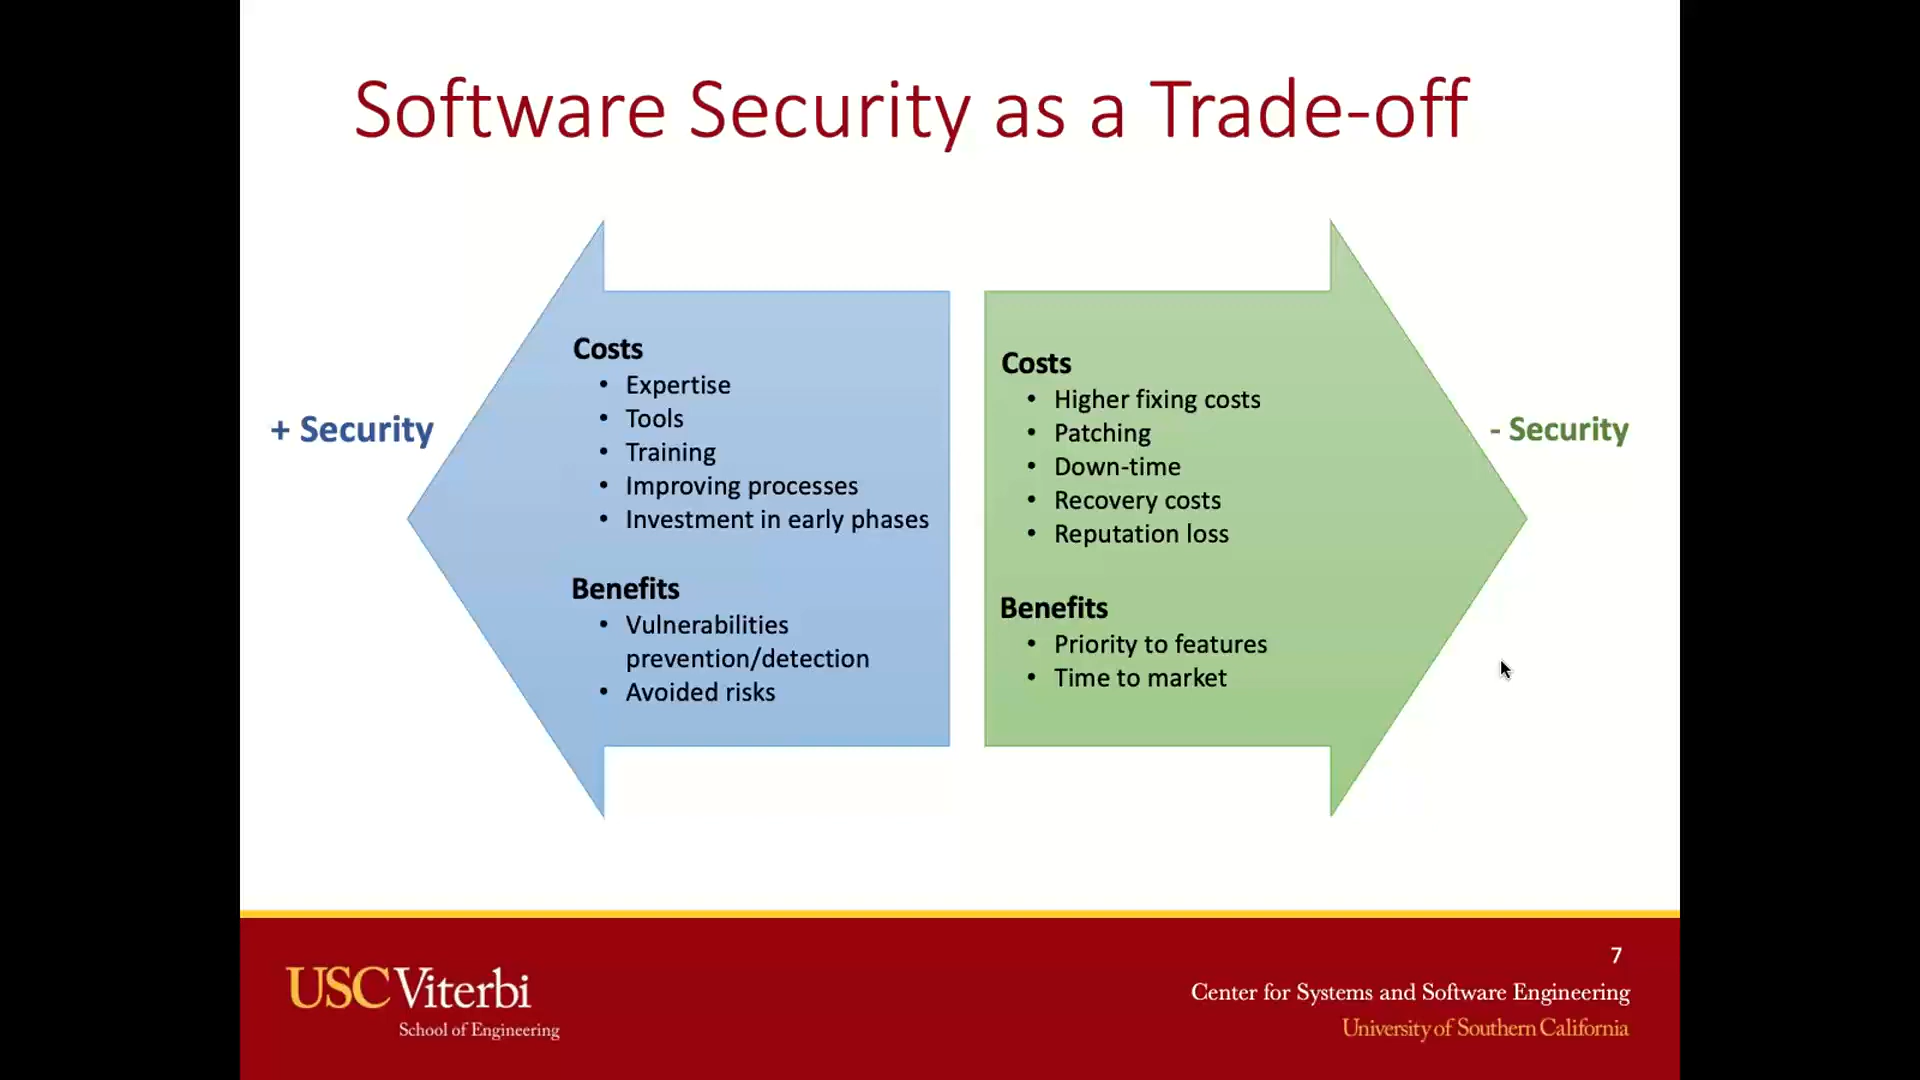 Software Security as a Trade-off
+ Security
Costs
• Expertise
• Tools
• Training
• Improving processes
• Investment in early phases
Benefits
• Vulnerabilities
prevention/detection
• Avoided risks
Costs
• Higher fixing costs
• Patching
• Down-time
• Recovery costs
• Reputation loss
Benefits
• Priority to features
• Time to market
- Security
USC Viterbi
School of Engineering
7
Center for Systems and Software Engineering
University of Southern California